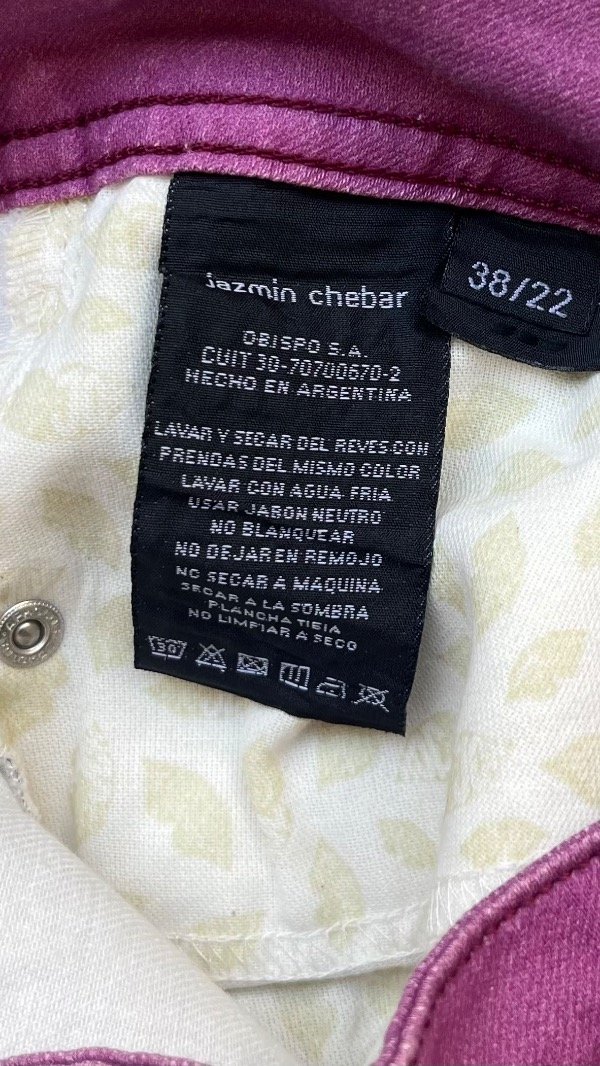 jazmin chebar
38/22
OBISPO S.A.
CUIT 30-70700670-2
HECHO EN ARGENTINA
LAVAR Y SECAR DEL REVES CON
PRENDAS DEL MISMO COLOR
LAVAR CON AGUA FRIA
USAR JABON NEUTRO
NO BLANQUEAR
NO DEJAR EN REMOJO
NO SECAR A MAQUINA
SECAR A LA SOMBRA
PLANCHA TIBIA
NO LIMPIAR A SECO
30°